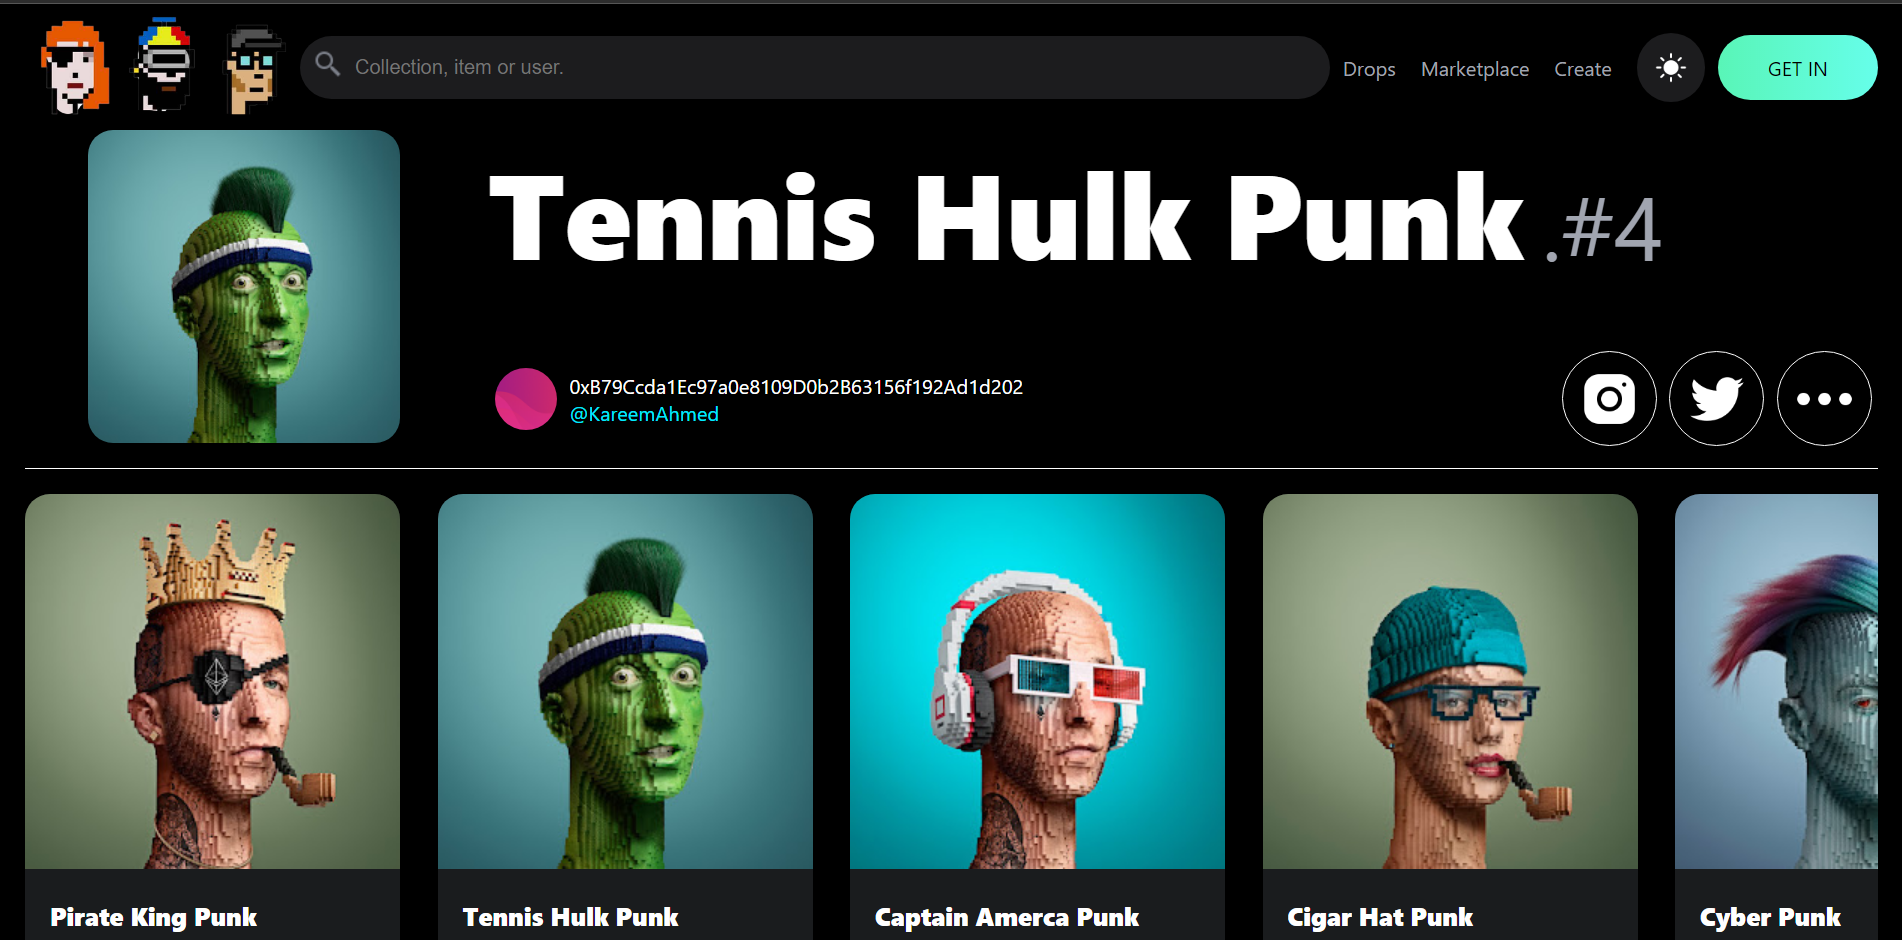 Collection, item or user.
Drops
Marketplace
Create
GET IN
Tennis Hulk Punk .#4
0xB79Ccda1Ec97a0e8109D0b2B63156f192Ad1d202
@KareemAhmed
Pirate King Punk
Tennis Hulk Punk
Captain Amerca Punk
Cigar Hat Punk
Cyber Punk